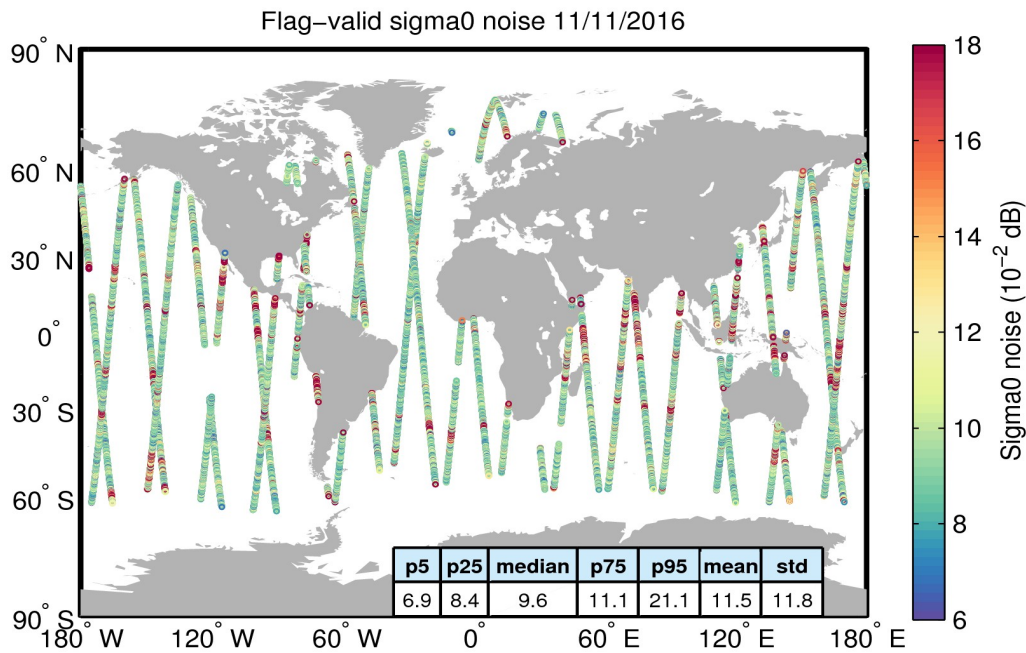 Flag−valid sigma0 noise 11/11/2016
90° N
60° N
30° N
0°
30° S
60° S
90° S
180° W
120° W
60° W
0°
60° E
120° E
180° E
p5 p25 median p75 p95 mean std
6.9 8.4 9.6 11.1 21.1 11.5 11.8
18
16
14
12
10
8
6
Sigma0 noise (10⁻² dB)